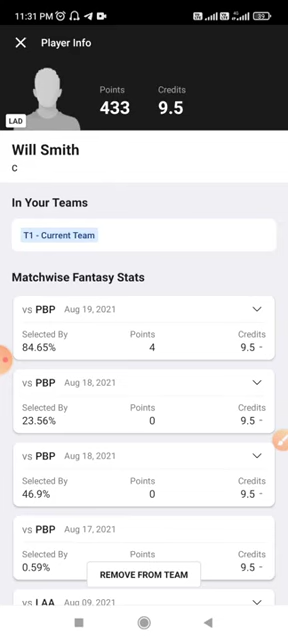 11:31 PM
89
Player Info
Points
Credits
433
9.5
LAD
Will Smith
C
In Your Teams
T1 - Current Team
Matchwise Fantasy Stats
vs PBP Aug 19, 2021
Selected By Points Credits
84.65% 4 9.5 -
vs PBP Aug 18, 2021
Selected By Points Credits
23.56% 0 9.5 -
vs PBP Aug 18, 2021
Selected By Points Credits
46.9% 0 9.5 -
vs PBP Aug 17, 2021
Selected By Points Credits
0.59% 9.5 -
REMOVE FROM TEAM
vs LAA Aug 09, 2021